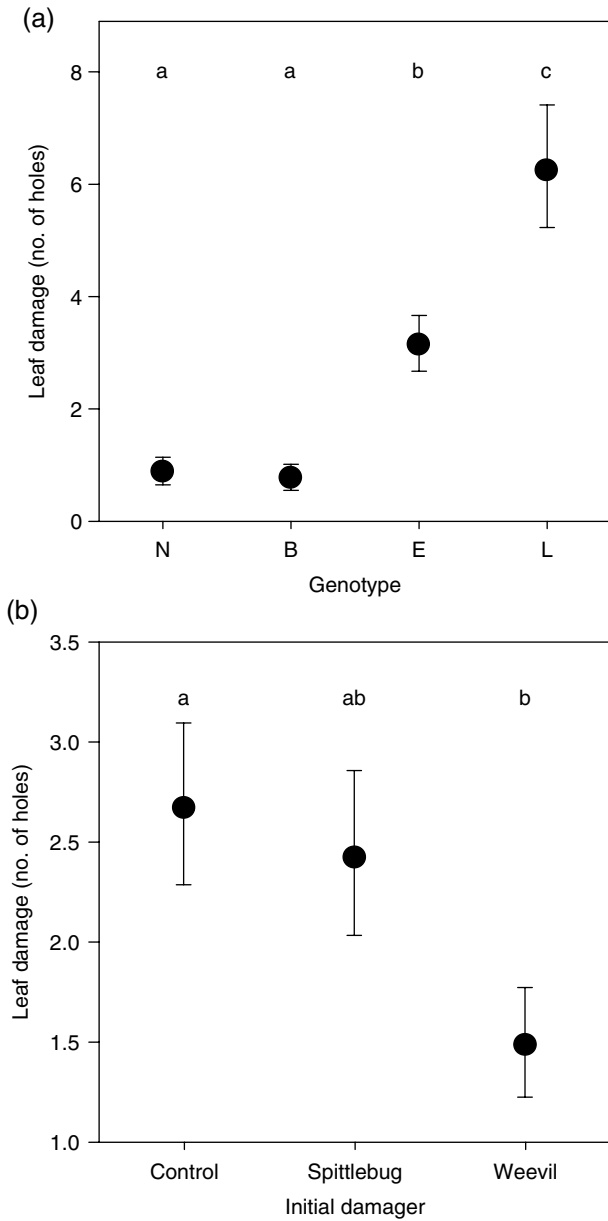 (a)
8
6
4
2
0
Leaf damage (no. of holes)
a a b c
N B E L
Genotype
(b)
3.5
3.0
2.5
2.0
1.5
1.0
Leaf damage (no. of holes)
a ab b
Control Spittlebug Weevil
Initial damager